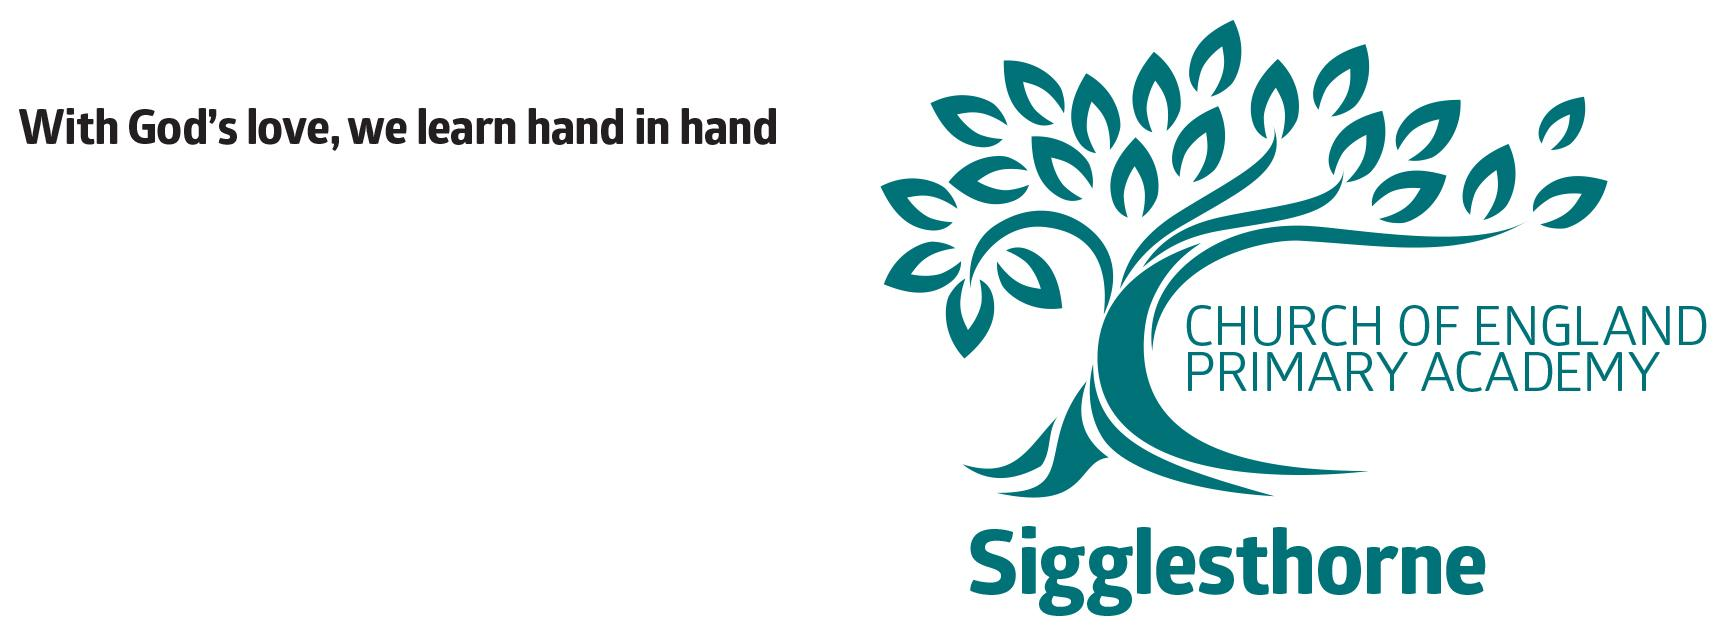 With God’s love, we learn hand in hand
CHURCH OF ENGLAND
PRIMARY ACADEMY
Sigglesthorne